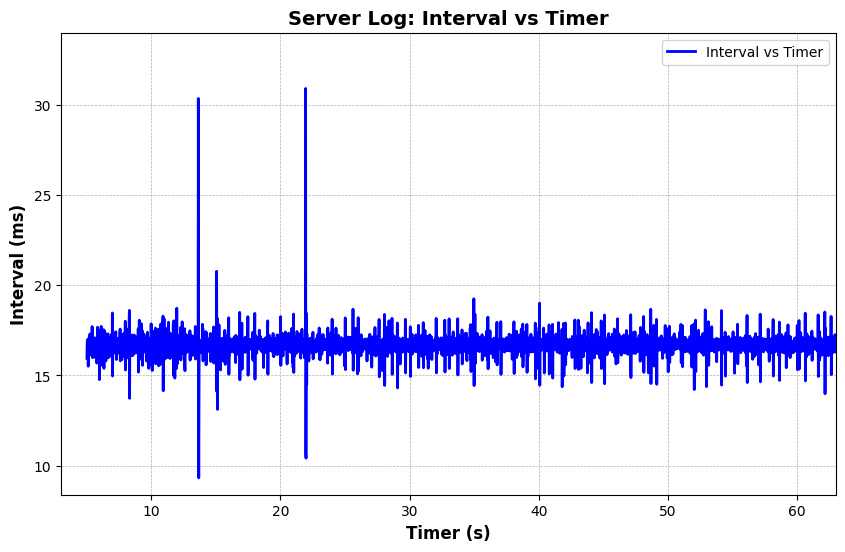 Server Log: Interval vs Timer
Interval vs Timer
Interval (ms)
30
25
20
15
10
10 20 30 40 50 60
Timer (s)